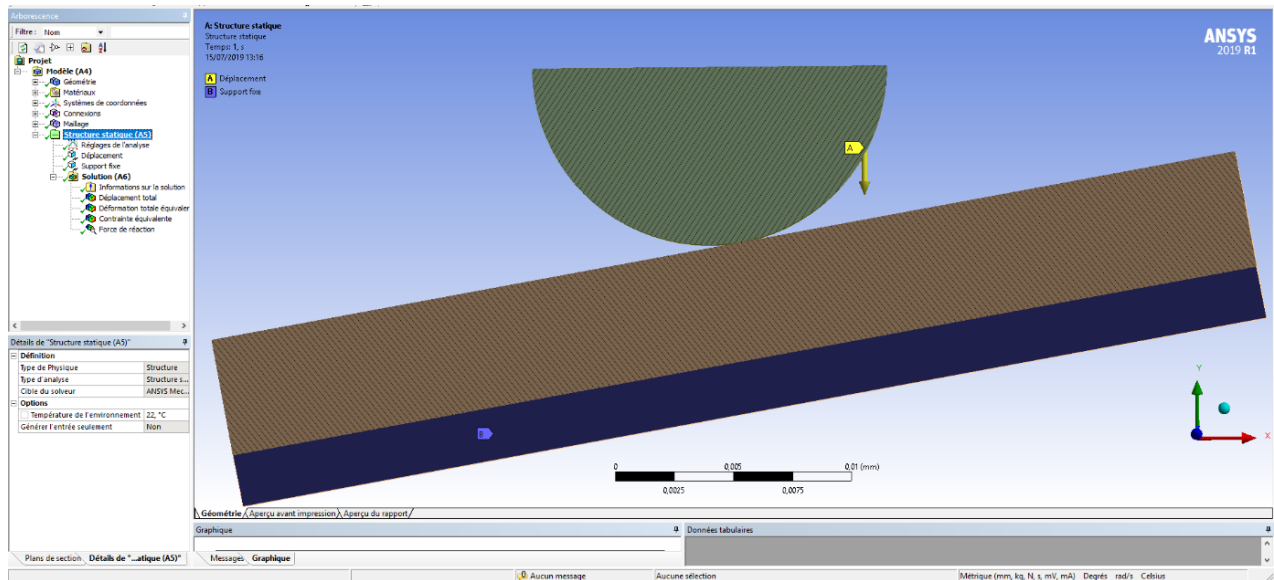 Arborescence
Filtre : Nom
Projet
Modèle (A4)
Géométrie
Matériaux
Systèmes de coordonnées
Connexions
Maillage
Structure statique (A5)
Réglages de l'analyse
Déplacement
Support fixe
Solution (A6)
Informations sur la solution
Déplacement total
Déformation totale équivaler
Contrainte équivalente
Force de réaction
Détails de "Structure statique (A5)"
Définition
Type de Physique Structure
Type d'analyse Structure s...
Cible du solveur ANSYS Mec...
Options
Température de l'environnement 22, °C
Générer l'entrée seulement Non
Plans de section Détails de "...atique (A5)"
A: Structure statique
Structure statique
Temps: 1, s
15/07/2019 13:16
A Déplacement
B Support fixe
ANSYS
2019 R1
A
B
Y
X
0 0,005 0,01 (mm)
0,0025 0,0075
Géométrie Aperçu avant impression Aperçu du rapport
Graphique
Données tabulaires
Messages Graphique
Aucun message Aucune sélection Métrique (mm, kg, N, s, mV, mA) Degrés rad/s Celsius